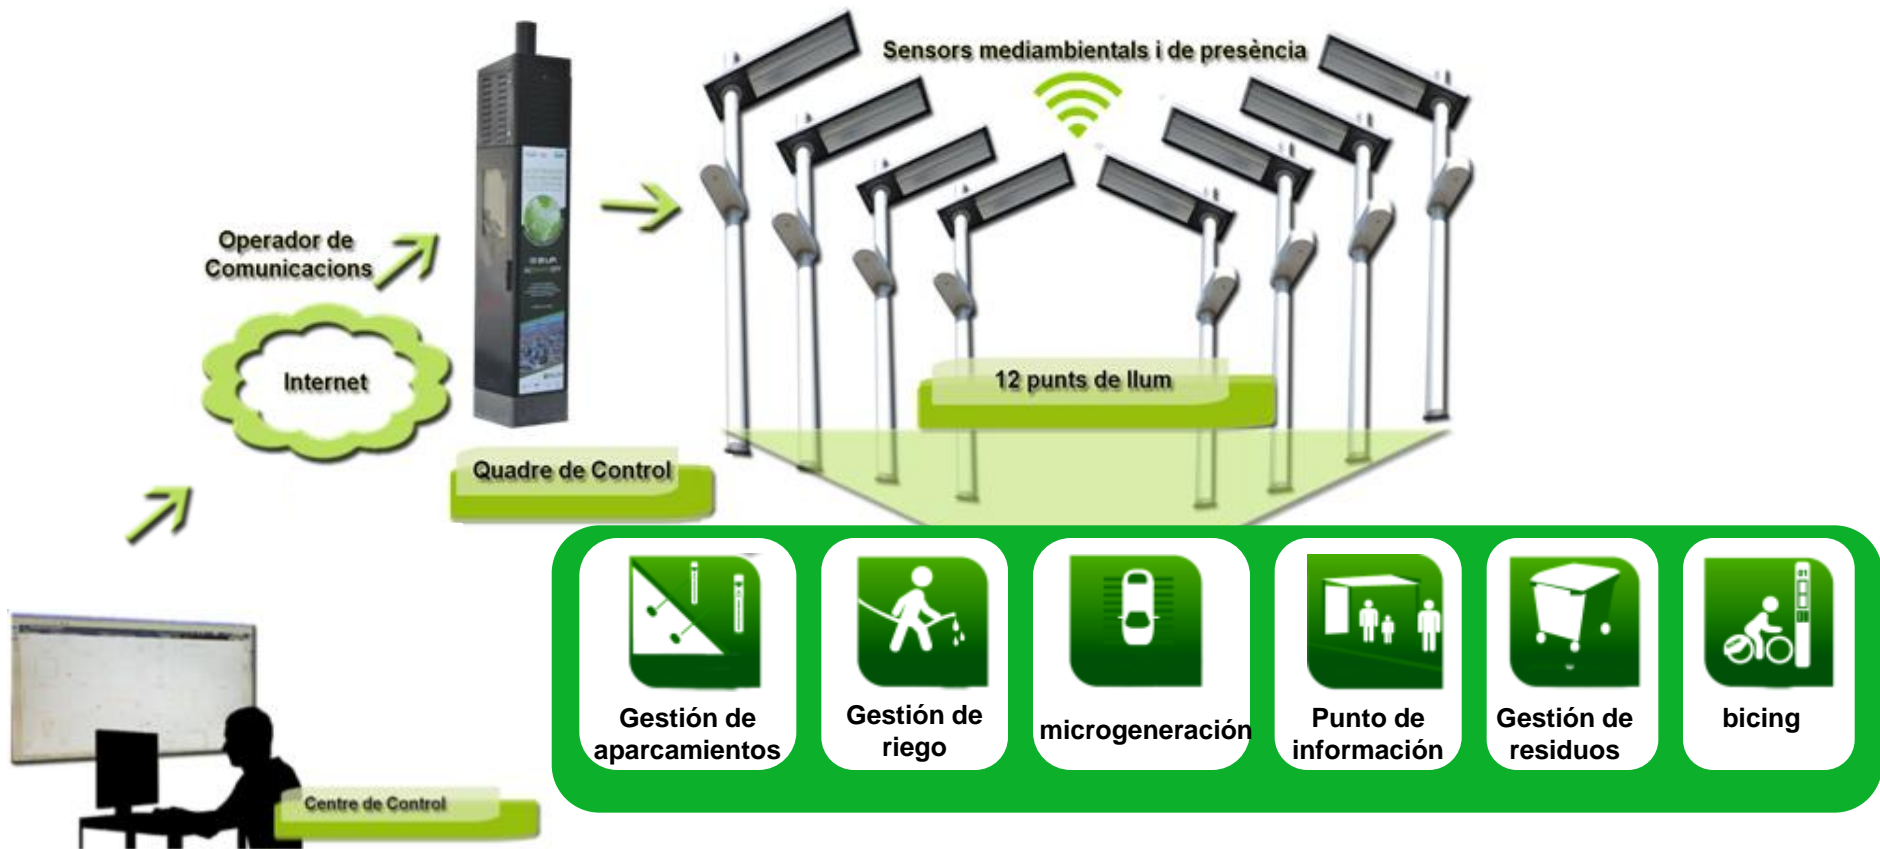 Sensors mediambientals i de presència
Operador de
Comunicacions
Internet
12 punts de llum
Quadre de Control
Centre de Control
Gestión de
aparcamientos
Gestión de
riego
microgeneración
Punto de
información
Gestión de
residuos
01
bicing